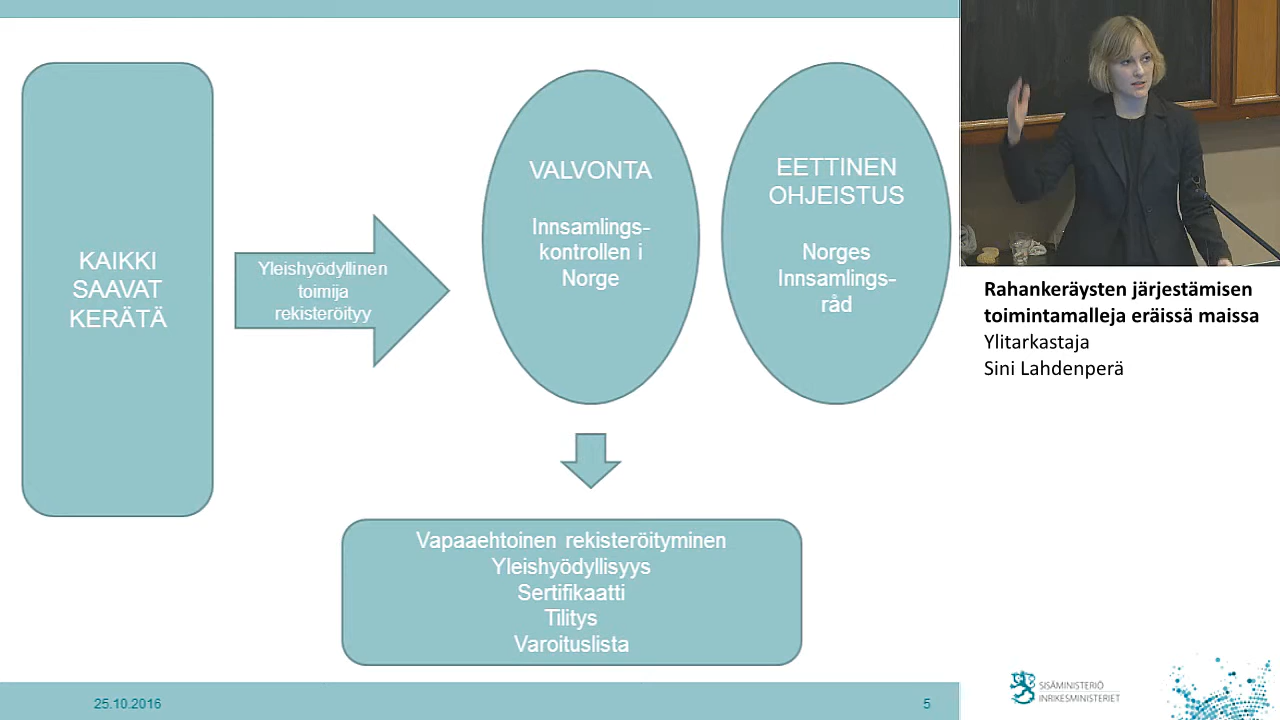 KAIKKI
SAAVAT
KERÄTÄ
Yleishyödyllinen
toimija
rekisteröityy
VALVONTA
Innsamlings-
kontrollen i
Norge
EETTINEN
OHJEISTUS
Norges
Innsamlings-
råd
Vapaaehtoinen rekisteröityminen
Yleishyödyllisyys
Sertifikaatti
Tilitys
Varoituslista
25.10.2016
5
Rahankeräysten järjestämisen
toimintamalleja eräissä maissa
Ylitarkastaja
Sini Lahdenperä
SISÄMINISTERIÖ
INRIKESMINISTERIET